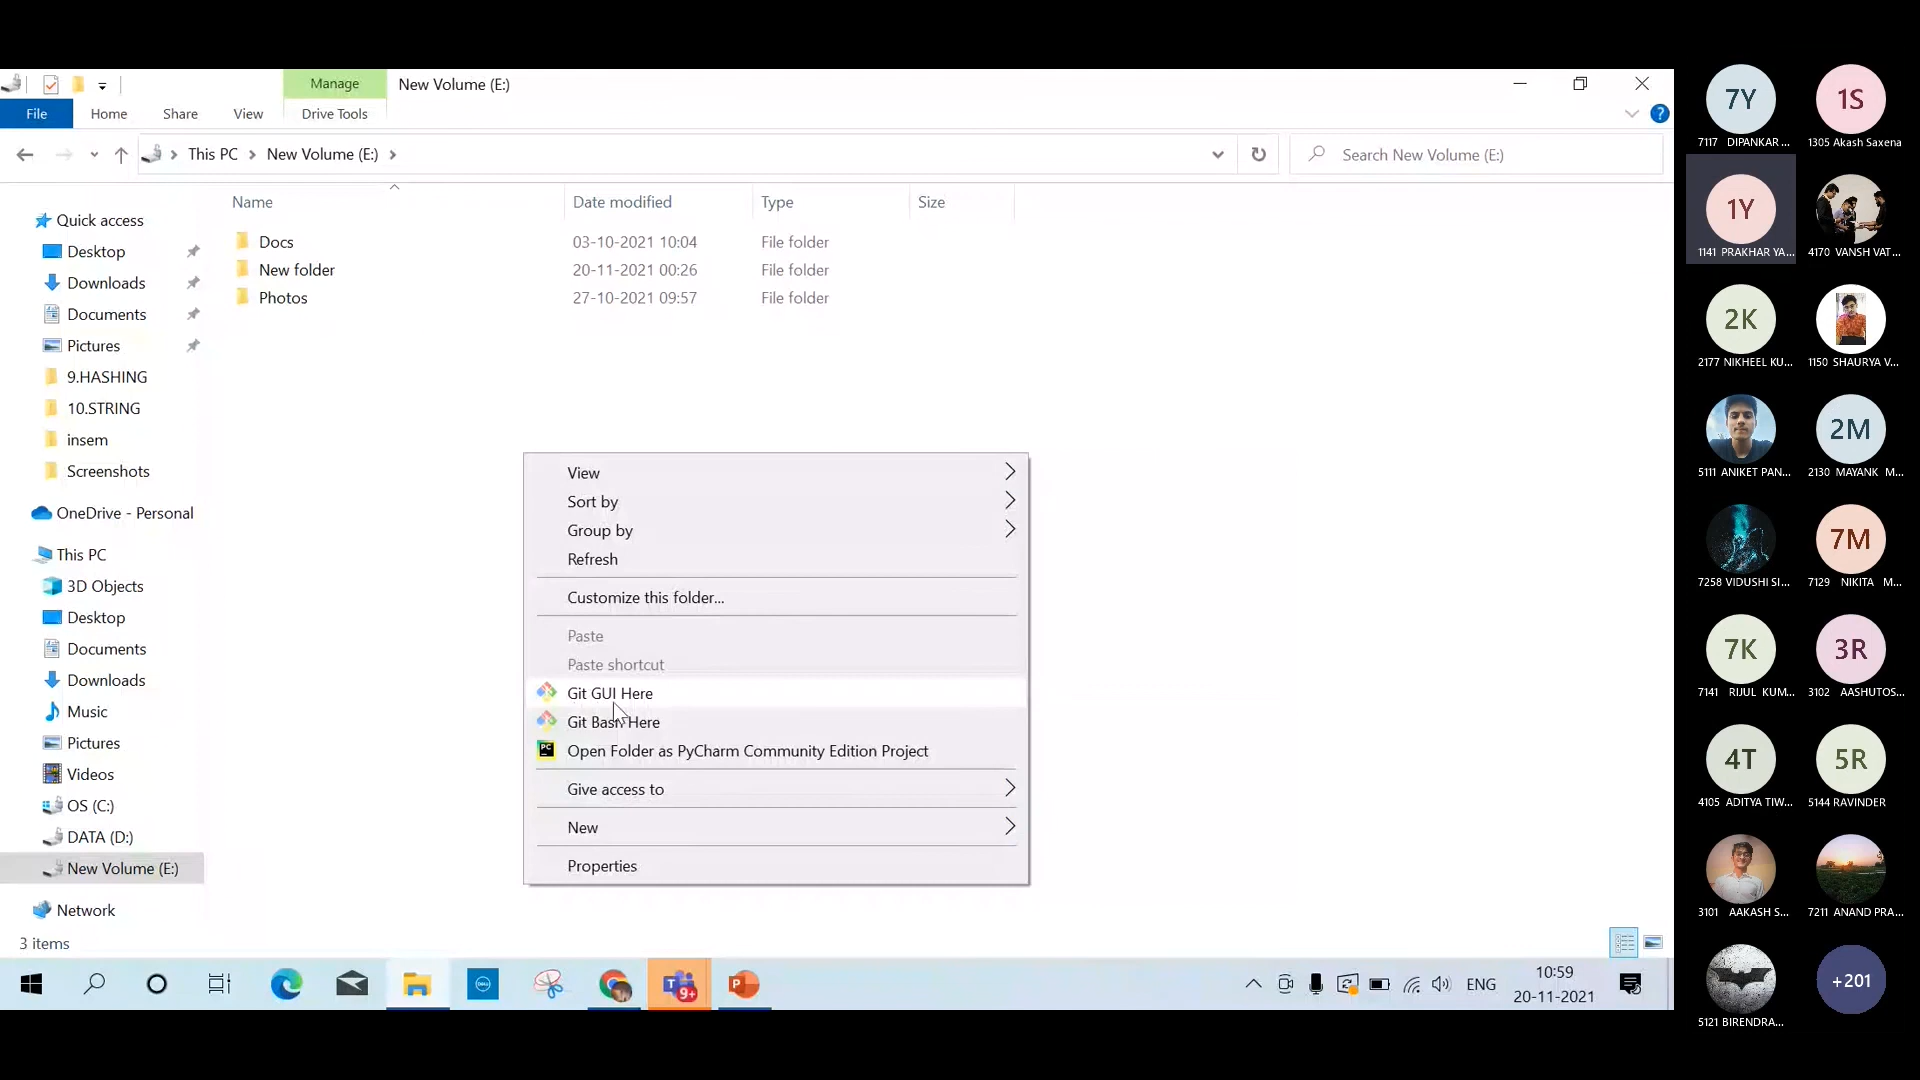 Manage
New Volume (E:)
File
Home
Share
View
Drive Tools
This PC
New Volume (E:)
Search New Volume (E:)
Name
Date modified
Type
Size
Docs
03-10-2021 10:04
File folder
New folder
20-11-2021 00:26
File folder
Photos
27-10-2021 09:57
File folder
Quick access
Desktop
Downloads
Documents
Pictures
9.HASHING
10.STRING
insem
Screenshots
OneDrive - Personal
This PC
3D Objects
Desktop
Documents
Downloads
Music
Pictures
Videos
OS (C:)
DATA (D:)
New Volume (E:)
Network
3 items
View
Sort by
Group by
Refresh
Customize this folder...
Paste
Paste shortcut
Git GUI Here
Git Bash Here
PC
Open Folder as PyCharm Community Edition Project
Give access to
New
Properties
DELL
T
9+
P
ENG
10:59
20-11-2021
7Y
7117 DIPANKAR ...
1S
1305 Akash Saxena
1Y
1141 PRAKHAR YA...
4170 VANSH VAT...
2K
2177 NIKHEEL KU...
1150 SHAURYA V...
5111 ANIKET PAN...
2M
2130 MAYANK M...
7258 VIDUSHI SI...
7M
7129 NIKITA M...
7K
7141 RIJUL KUM...
3R
3102 AASHUTOS...
4T
4105 ADITYA TIW...
5R
5144 RAVINDER
3101 AAKASH S...
7211 ANAND PRA...
5121 BIRENDRA...
+201